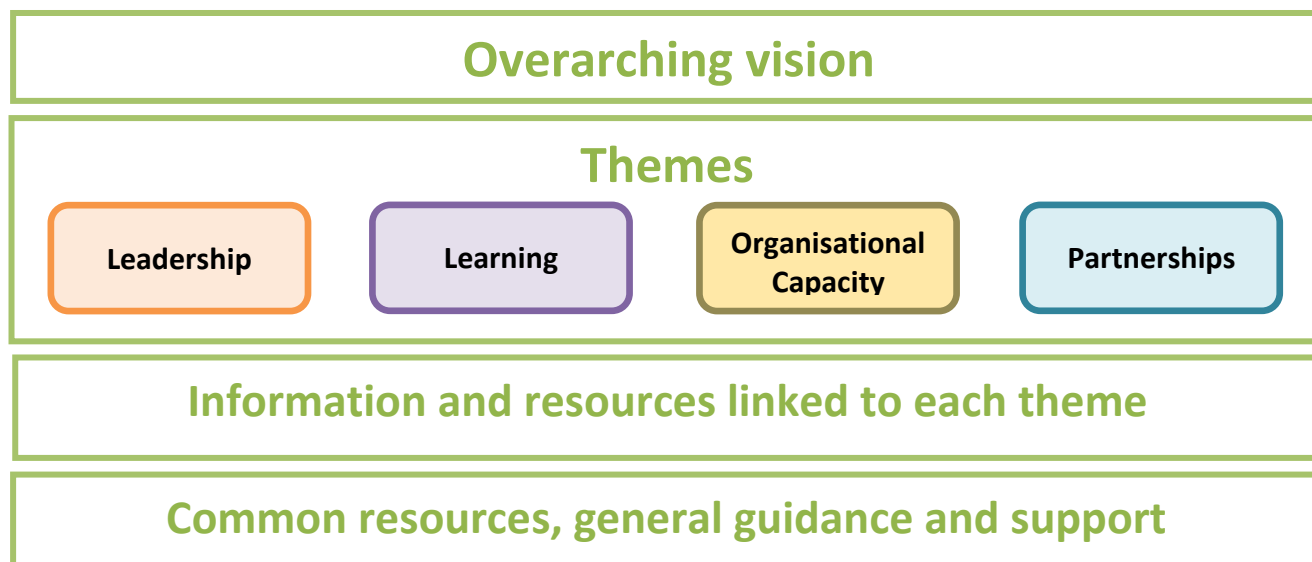 Overarching vision
Themes
Leadership
Learning
Organisational
Capacity
Partnerships
Information and resources linked to each theme
Common resources, general guidance and support